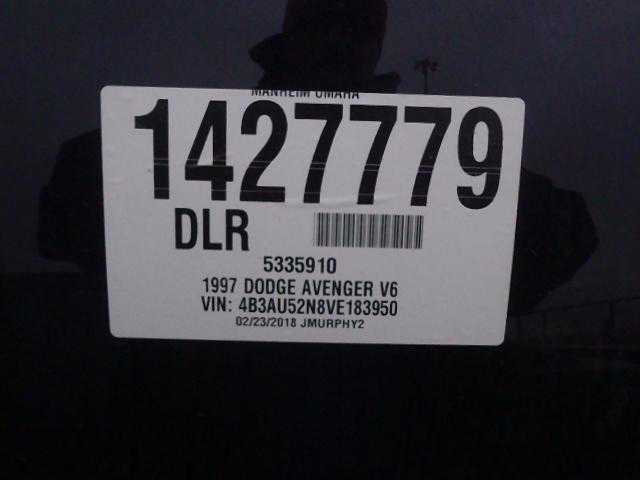 MANHEIM OMAHA
1427779
DLR
5335910
1997 DODGE AVENGER V6
VIN: 4B3AU52N8VE183950
02/23/2018 JMURPHY2